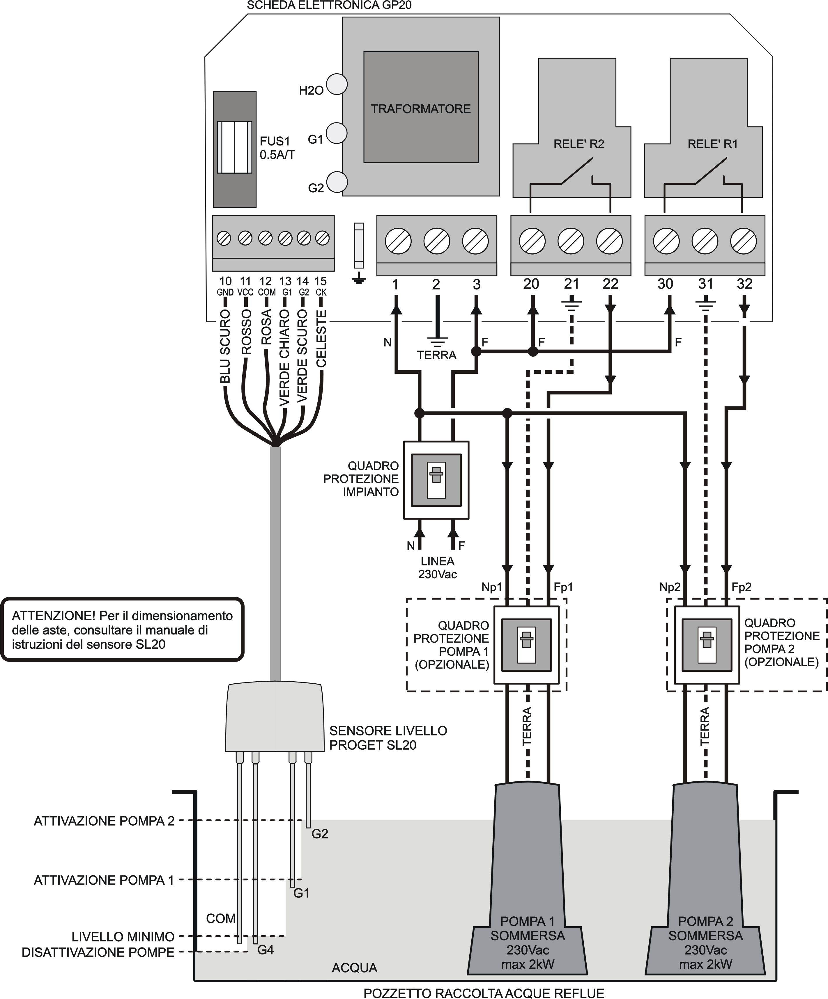 SCHEDA ELETTRONICA GP20
H2O
TRAFORMATORE
G1
FUS1
0.5A/T
RELE' R2
RELE' R1
G2
10 11 12 13 14 15
GND VCC COM G1 G2 CK
1 2 3
20 21 22
30 31 32
BLU SCURO
ROSSO
ROSA
VERDE CHIARO
VERDE SCURO
CELESTE
N
TERRA
F
F
F
QUADRO
PROTEZIONE
IMPIANTO
N F
LINEA
230Vac
Np1 Fp1
Np2 Fp2
ATTENZIONE! Per il dimensionamento
delle aste, consultare il manuale di
istruzioni del sensore SL20
QUADRO
PROTEZIONE
POMPA 1
(OPZIONALE)
QUADRO
PROTEZIONE
POMPA 2
(OPZIONALE)
TERRA
TERRA
SENSORE LIVELLO
PROGET SL20
ATTIVAZIONE POMPA 2
G2
ATTIVAZIONE POMPA 1
G1
COM
LIVELLO MINIMO
DISATTIVAZIONE POMPE
G4
ACQUA
POMPA 1
SOMMERSA
230Vac
max 2kW
POMPA 2
SOMMERSA
230Vac
max 2kW
POZZETTO RACCOLTA ACQUE REFLUE